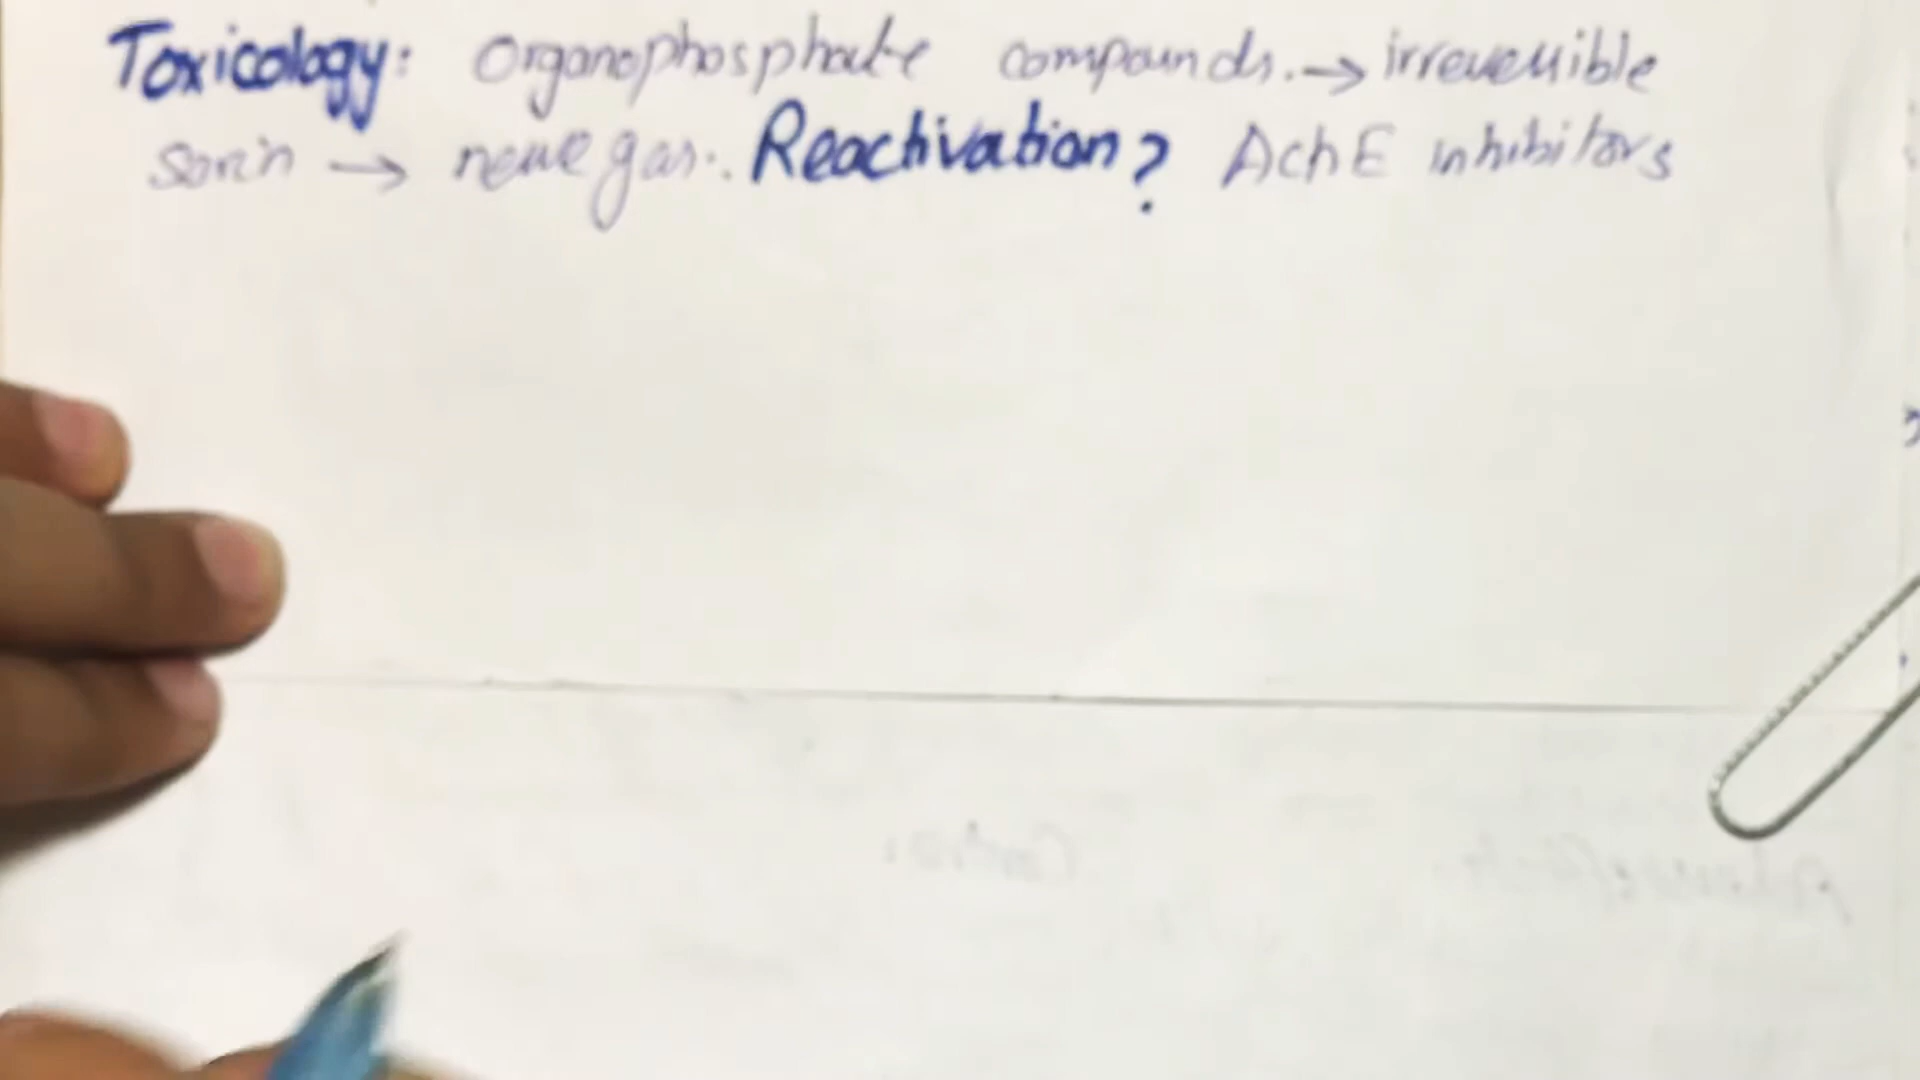 Toxicology: Organophosphate compounds. → irreversible
Sarin → nerve gas. Reactivation? AchE inhibitors